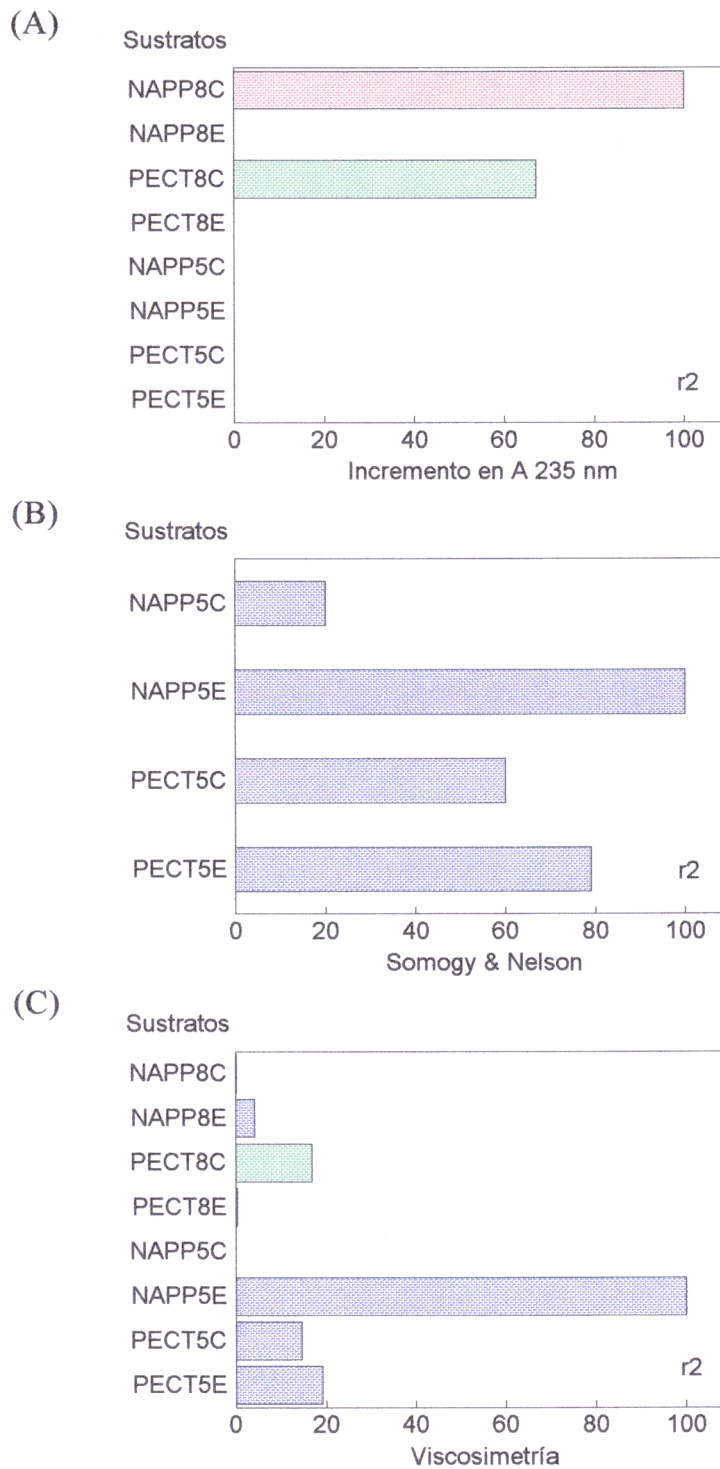 (A)
Sustratos
NAPP8C
NAPP8E
PECT8C
PECT8E
NAPP5C
NAPP5E
PECT5C
PECT5E
r2
0 20 40 60 80 100
Incremento en A 235 nm
(B)
Sustratos
NAPP5C
NAPP5E
PECT5C
PECT5E
r2
0 20 40 60 80 100
Somogy & Nelson
(C)
Sustratos
NAPP8C
NAPP8E
PECT8C
PECT8E
NAPP5C
NAPP5E
PECT5C
PECT5E
r2
0 20 40 60 80 100
Viscosimetría